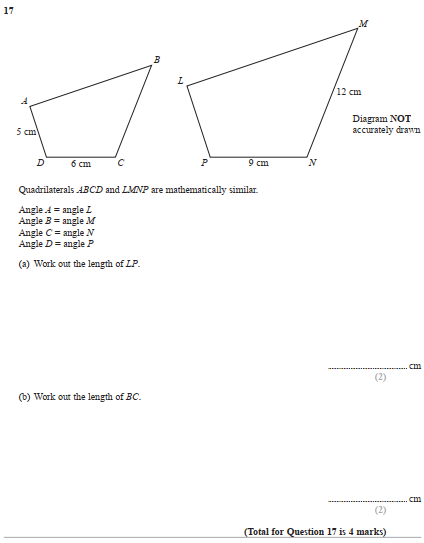 17
M
B
L
A
12 cm
Diagram NOT
accurately drawn
5 cm
D 6 cm C P 9 cm N
Quadrilaterals ABCD and LMNP are mathematically similar.
Angle A = angle L
Angle B = angle M
Angle C = angle N
Angle D = angle P
(a) Work out the length of LP.
.......................................... cm
(2)
(b) Work out the length of BC.
.......................................... cm
(2)
(Total for Question 17 is 4 marks)